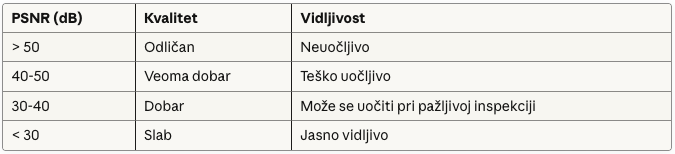 PSNR (dB) Kvalitet Vidljivost
> 50 Odličan Neuočljivo
40-50 Veoma dobar Teško uočljivo
30-40 Dobar Može se uočiti pri pažljivoj inspekciji
< 30 Slab Jasno vidljivo